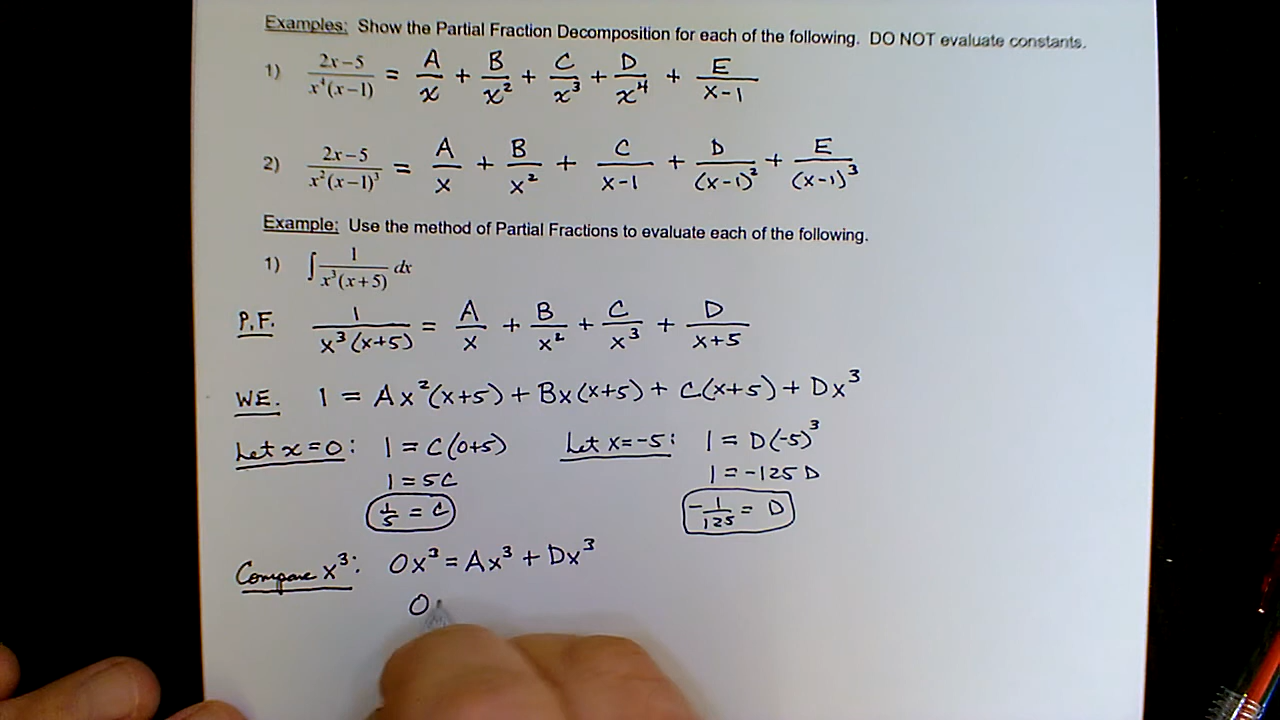 Examples: Show the Partial Fraction Decomposition for each of the following. DO NOT evaluate constants.
1) (2x-5)/(x⁴(x-1)) = A/x + B/x² + C/x³ + D/x⁴ + E/(x-1)
2) (2x-5)/(x²(x-1)³) = A/x + B/x² + C/(x-1) + D/(x-1)² + E/(x-1)³
Example: Use the method of Partial Fractions to evaluate each of the following.
1) ∫ 1/(x³(x+5)) dx
P.F. 1/(x³(x+5)) = A/x + B/x² + C/x³ + D/(x+5)
WE. 1 = Ax²(x+5) + Bx(x+5) + C(x+5) + Dx³
Let x=0: 1 = C(0+5) Let x=-5: 1 = D(-5)³
1 = 5C 1 = -125D
1/5 = C -1/125 = D
Compare x³: 0x³ = Ax³ + Dx³
0